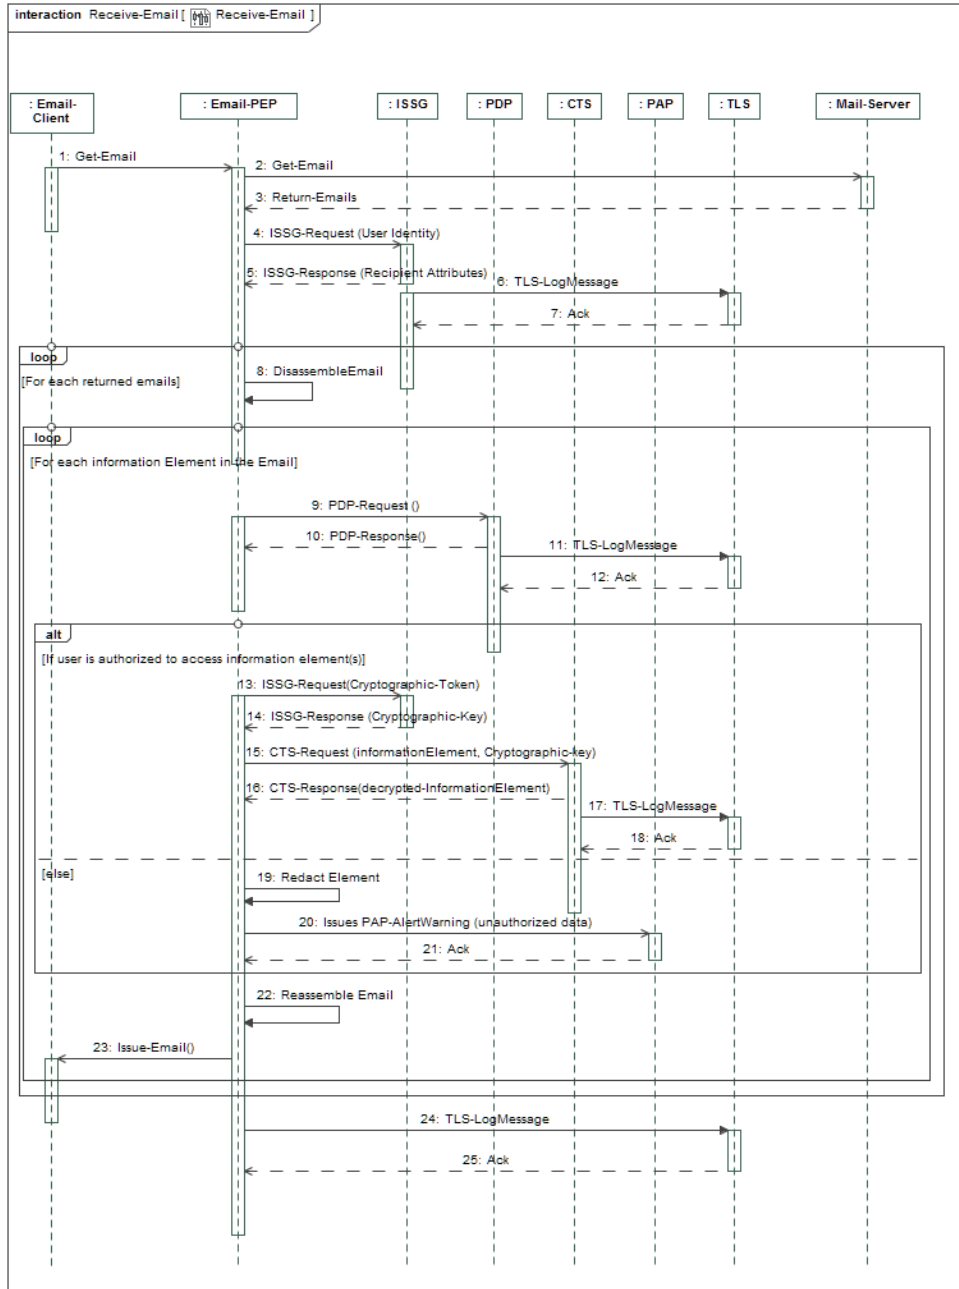 interaction Receive-Email [ Receive-Email ]
: Email-
Client
: Email-PEP
: ISSG
: PDP
: CTS
: PAP
: TLS
: Mail-Server
1: Get-Email
2: Get-Email
3: Return-Emails
4: ISSG-Request (User Identity)
5: ISSG-Response (Recipient Attributes)
6: TLS-LogMessage
7: Ack
loop
[For each returned emails]
8: DisassembleEmail
loop
[For each information Element in the Email]
9: PDP-Request ()
10: PDP-Response()
11: TLS-LogMessage
12: Ack
alt
[If user is authorized to access information element(s)]
13: ISSG-Request(Cryptographic-Token)
14: ISSG-Response (Cryptographic-Key)
15: CTS-Request (informationElement, Cryptographic-key)
16: CTS-Response(decrypted-InformationElement)
17: TLS-LogMessage
18: Ack
[else]
19: Redact Element
20: Issues PAP-AlertWarning (unauthorized data)
21: Ack
22: Reassemble Email
23: Issue-Email()
24: TLS-LogMessage
25: Ack